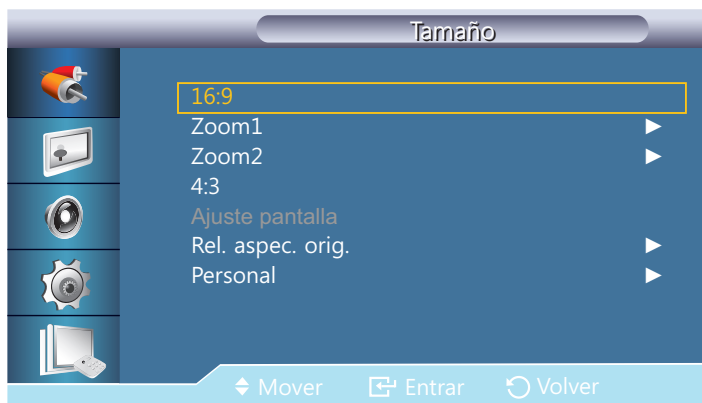 Tamaño
16:9
Zoom1
Zoom2
4:3
Ajuste pantalla
Rel. aspec. orig.
Personal
Mover Entrar Volver